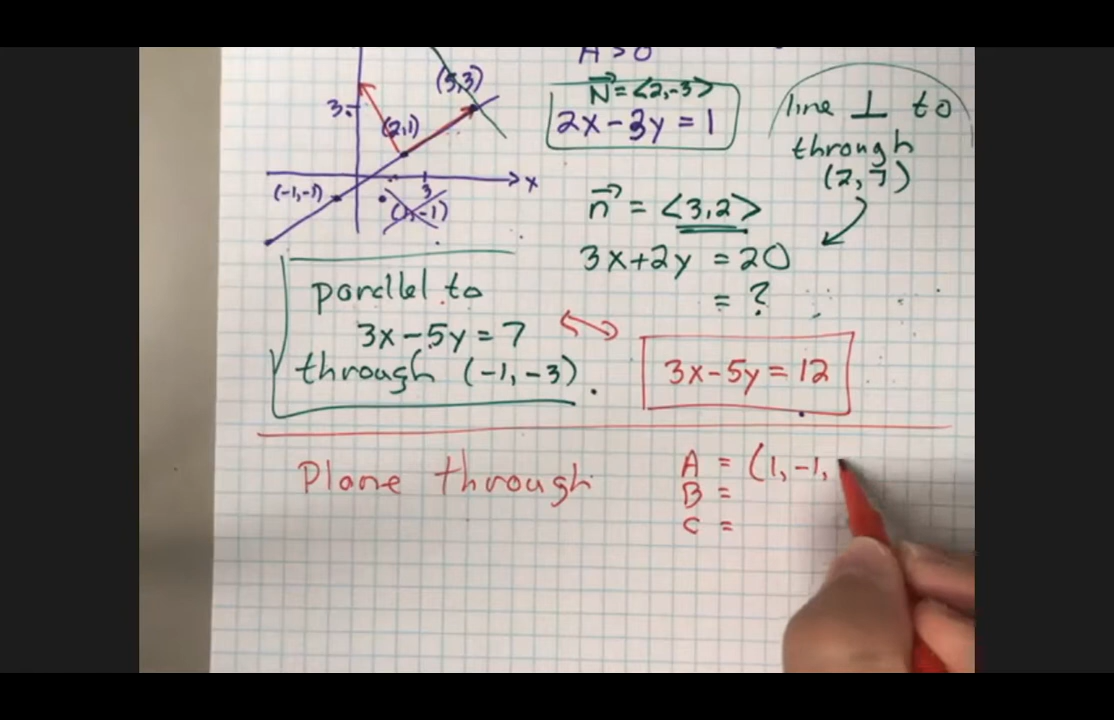 A > 0
(5,3)
N = <2,-3>
2x - 3y = 1
line ⊥ to
through
(2,7)
3
(2,1)
x
(-1,-1)
3
(1,-1)
n = <3,2>
3x+2y = 20
= ?
parallel to
3x-5y = 7
through (-1,-3).
3x-5y = 12
Plane through
A = (1,-1,
B =
C =